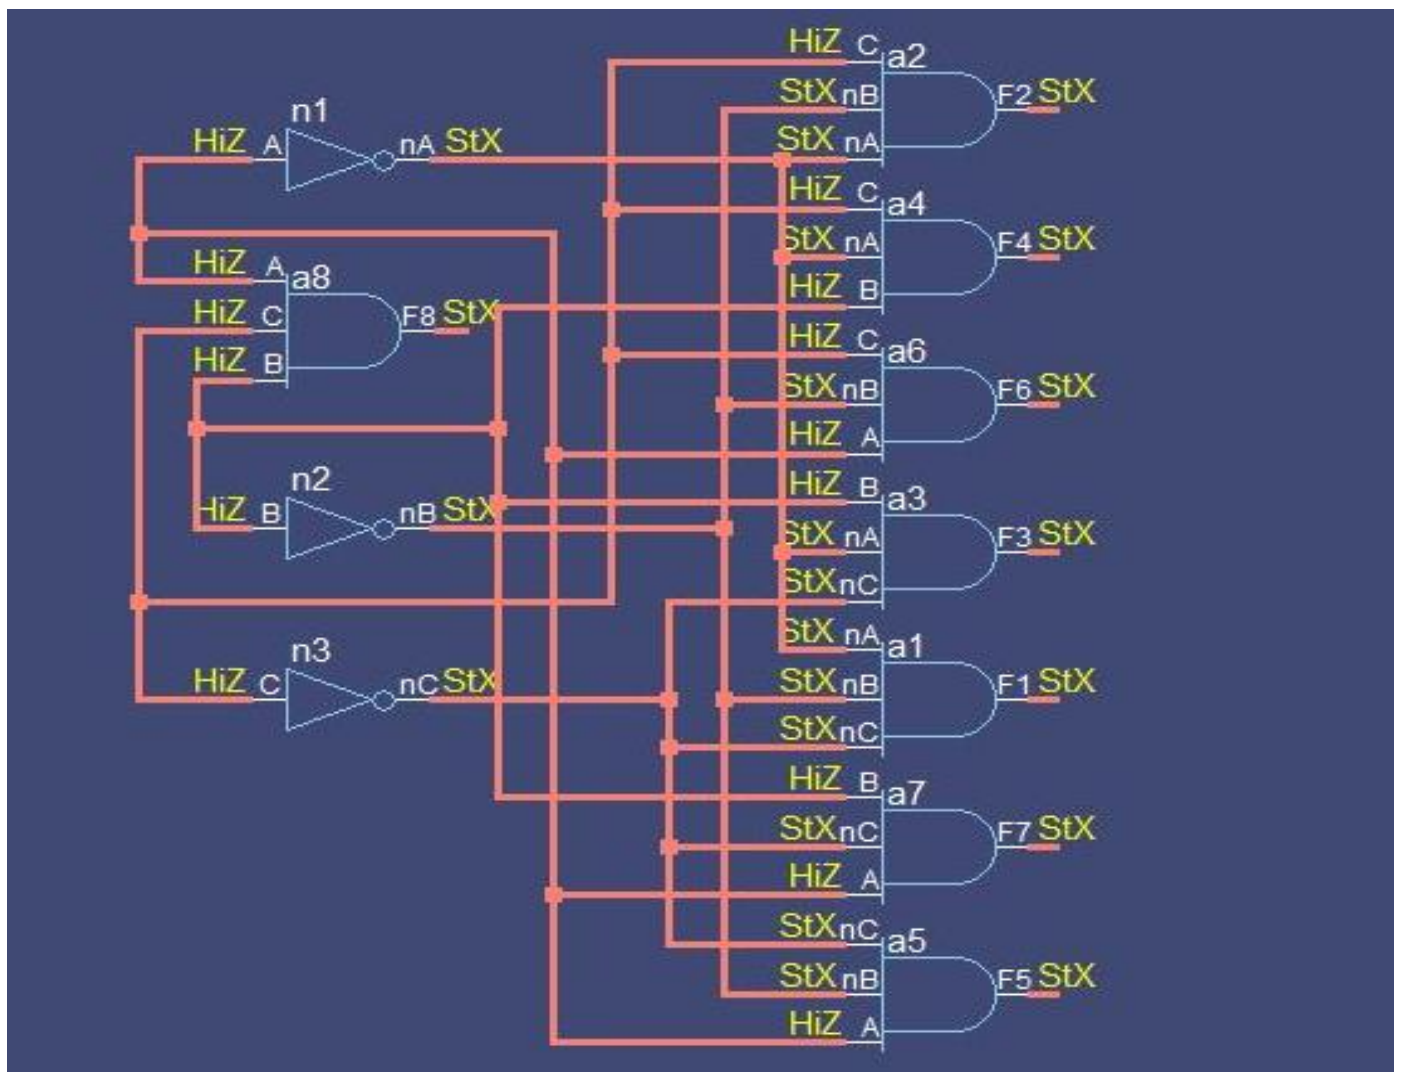 HiZ C a2
StX nB F2 StX
n1
HiZ A nA StX StX nA
HiZ C a4
StX nA F4 StX
HiZ A a8
HiZ B
HiZ C F8 StX
HiZ C a6
HiZ B
StX nB F6 StX
HiZ A
n2
HiZ B a3
HiZ B nB StX
StX nA F3 StX
StX nC
StX nA a1
n3
HiZ C nC StX
StX nB F1 StX
StX nC
HiZ B a7
StX nC F7 StX
HiZ A
StX nC a5
StX nB F5 StX
HiZ A